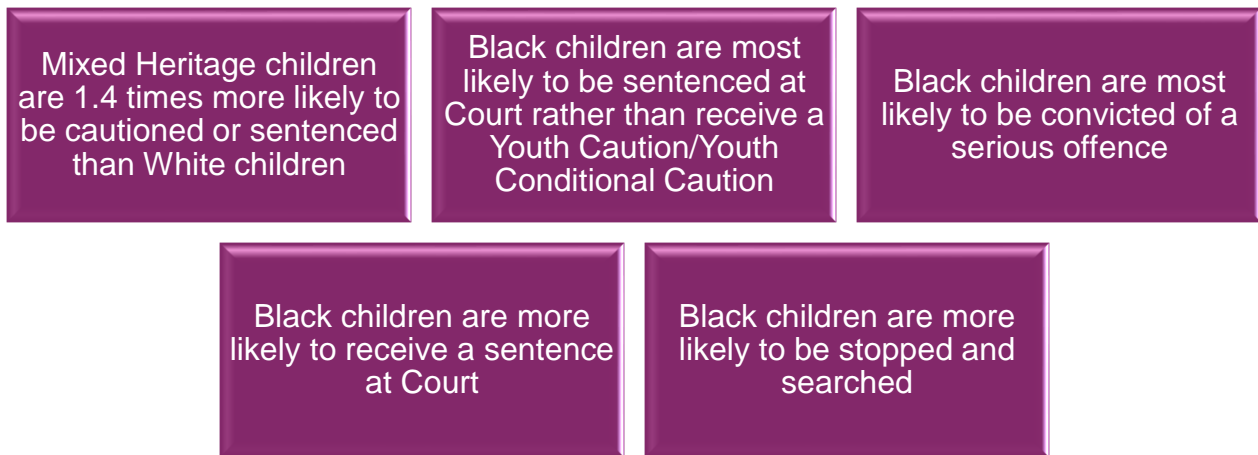 Mixed Heritage children
are 1.4 times more likely to
be cautioned or sentenced
than White children
Black children are most
likely to be sentenced at
Court rather than receive a
Youth Caution/Youth
Conditional Caution
Black children are most
likely to be convicted of a
serious offence
Black children are more
likely to receive a sentence
at Court
Black children are more
likely to be stopped and
searched